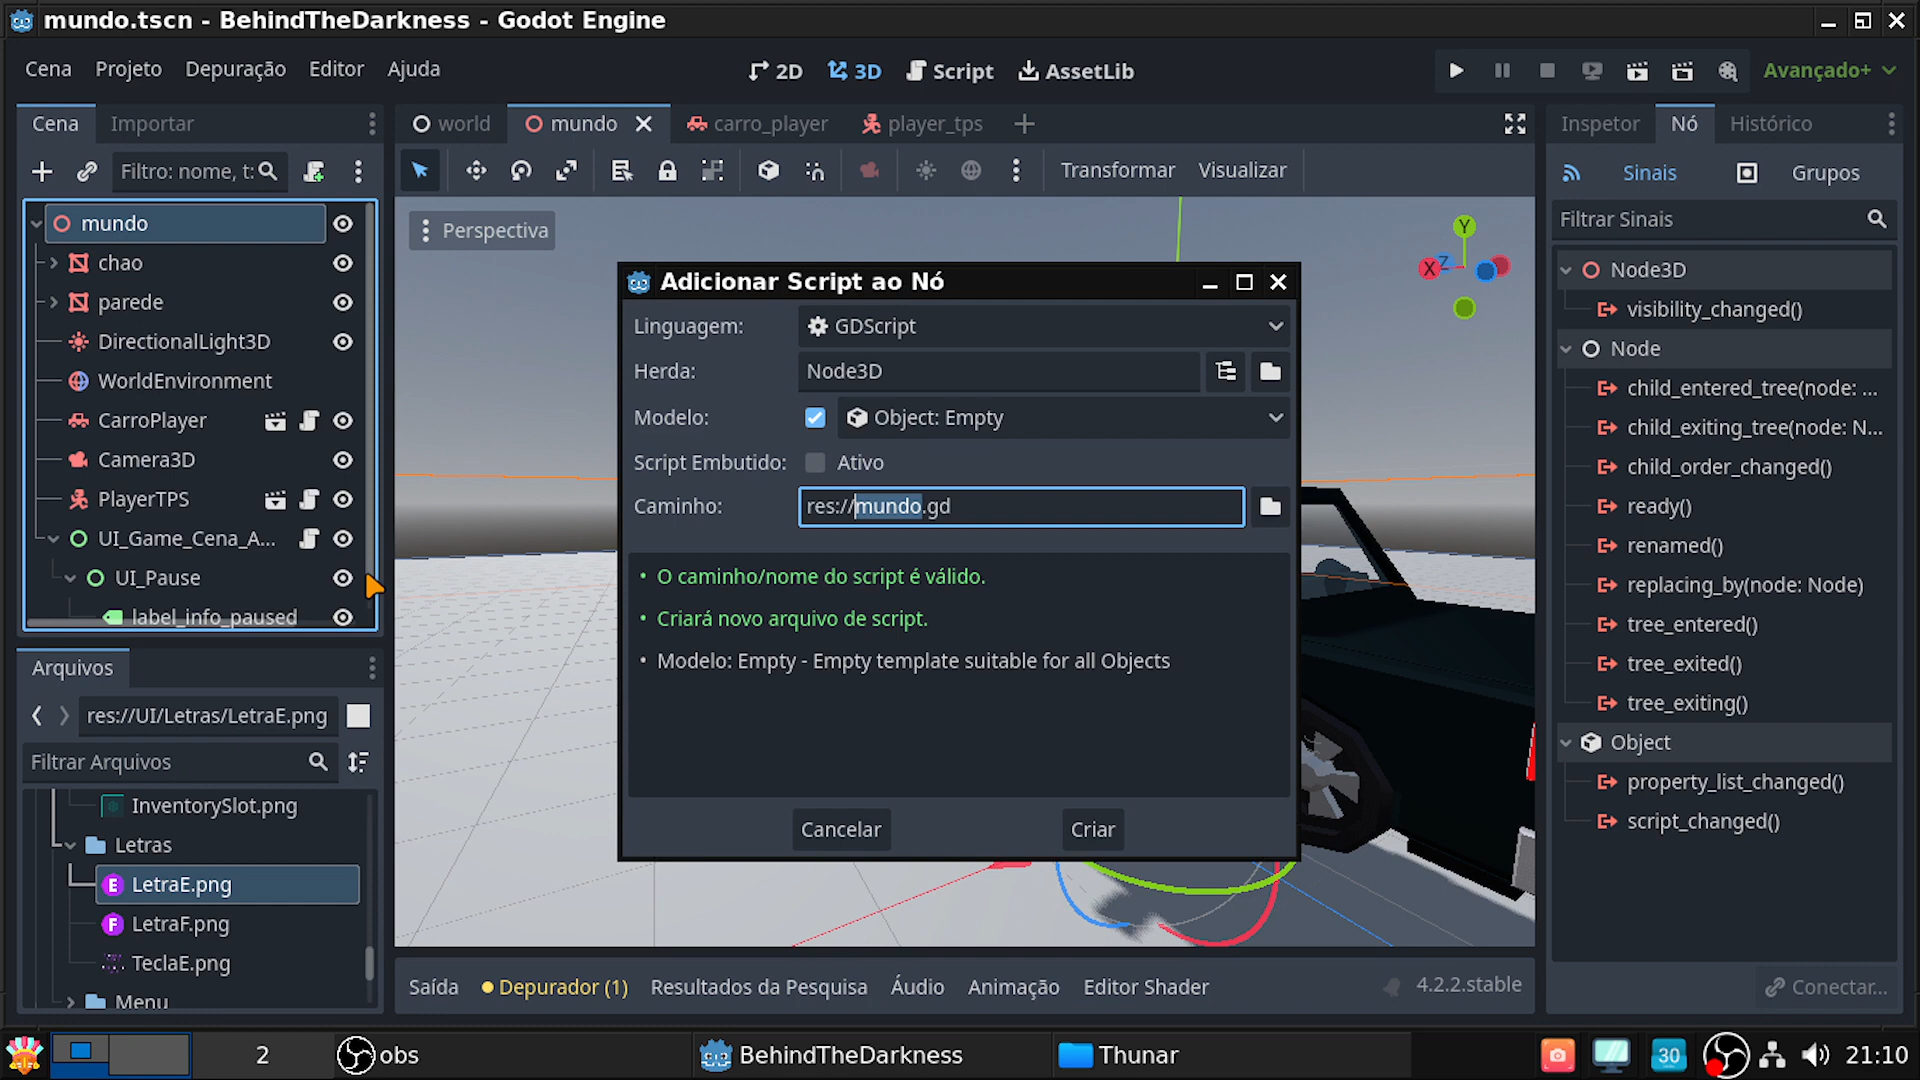 mundo.tscn - BehindTheDarkness - Godot Engine
Cena Projeto Depuração Editor Ajuda
2D 3D Script AssetLib
Avançado+
Cena Importar
world mundo carro_player player_tps
Inspetor Nó Histórico
Filtro: nome, t:
Transformar Visualizar
Sinais Grupos
mundo
chao
parede
DirectionalLight3D
WorldEnvironment
CarroPlayer
Camera3D
PlayerTPS
UI_Game_Cena_A...
UI_Pause
label_info_paused
Perspectiva
Y
X
Z
Adicionar Script ao Nó
Linguagem: GDScript
Herda: Node3D
Modelo: Object: Empty
Script Embutido: Ativo
Caminho: res://mundo.gd
• O caminho/nome do script é válido.
• Criará novo arquivo de script.
• Modelo: Empty - Empty template suitable for all Objects
Cancelar Criar
Filtrar Sinais
Node3D
visibility_changed()
Node
child_entered_tree(node: ...
child_exiting_tree(node: N...
child_order_changed()
ready()
renamed()
replacing_by(node: Node)
tree_entered()
tree_exited()
tree_exiting()
Object
property_list_changed()
script_changed()
Conectar...
Arquivos
res://UI/Letras/LetraE.png
Filtrar Arquivos
InventorySlot.png
Letras
E LetraE.png
F LetraF.png
TeclaE.png
Menu
Saída Depurador (1) Resultados da Pesquisa Áudio Animação Editor Shader
4.2.2.stable
2 obs BehindTheDarkness Thunar 30 21:10